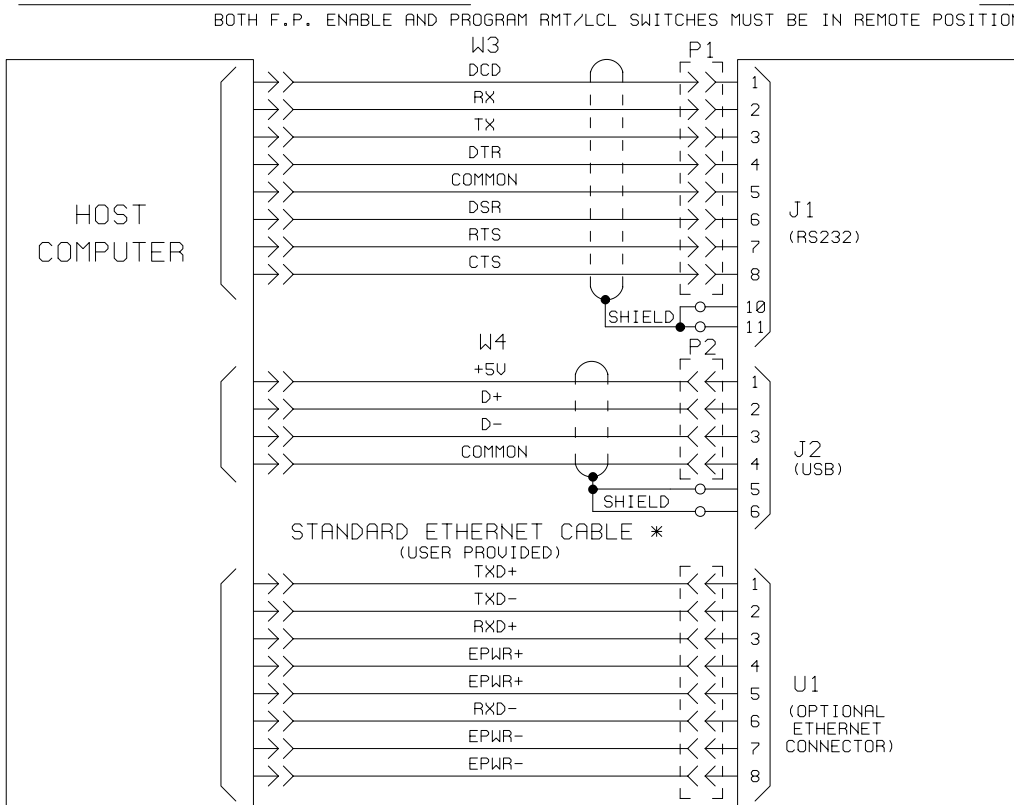 BOTH F.P. ENABLE AND PROGRAM RMT/LCL SWITCHES MUST BE IN REMOTE POSITION
W3
P1
DCD
1
RX
2
TX
3
DTR
4
COMMON
5
DSR
6
RTS
7
CTS
8
HOST
COMPUTER
J1
(RS232)
10
SHIELD
11
W4
P2
+5V
1
D+
2
D-
3
COMMON
4
J2
(USB)
5
SHIELD
6
STANDARD ETHERNET CABLE *
(USER PROVIDED)
TXD+
1
TXD-
2
RXD+
3
EPWR+
4
EPWR+
5
RXD-
6
EPWR-
7
EPWR-
8
U1
(OPTIONAL
ETHERNET
CONNECTOR)